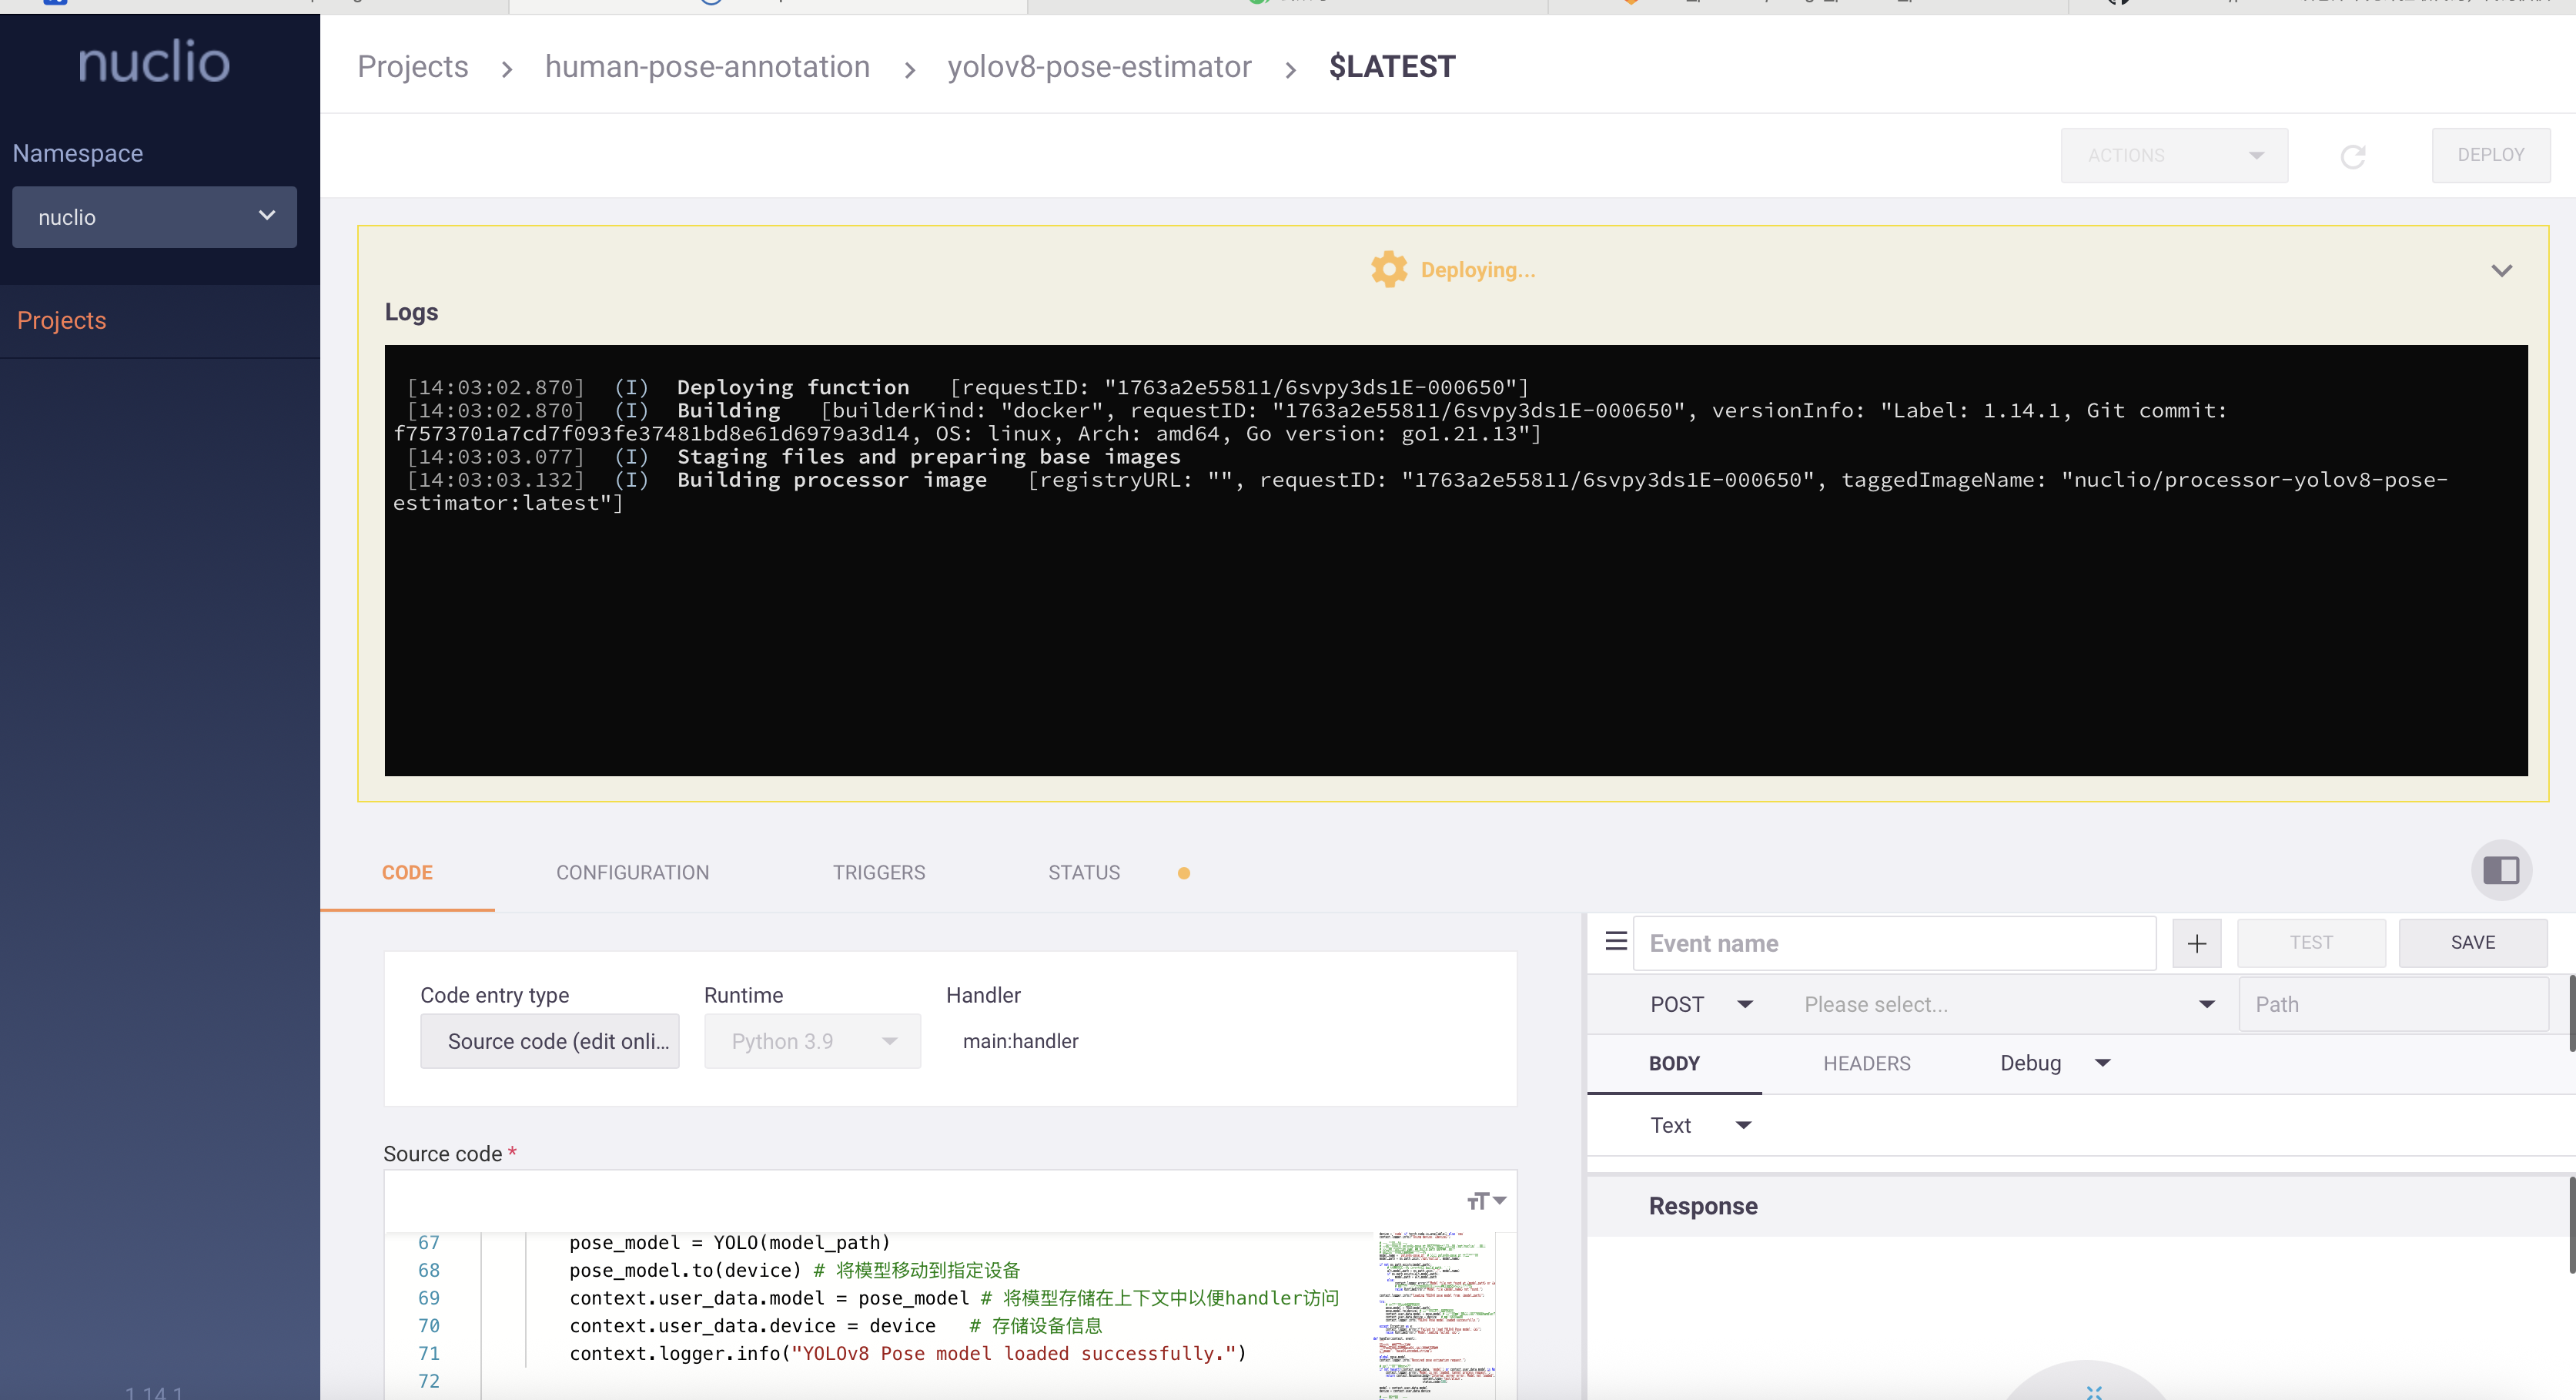 nuclio
Projects > human-pose-annotation > yolov8-pose-estimator > $LATEST
Namespace
nuclio
ACTIONS
DEPLOY
Projects
Deploying...
Logs
[14:03:02.870] (I) Deploying function [requestID: "1763a2e55811/6svpy3ds1E-000650"]
[14:03:02.870] (I) Building [builderKind: "docker", requestID: "1763a2e55811/6svpy3ds1E-000650", versionInfo: "Label: 1.14.1, Git commit:
f7573701a7cd7f093fe37481bd8e61d6979a3d14, OS: linux, Arch: amd64, Go version: go1.21.13"]
[14:03:03.077] (I) Staging files and preparing base images
[14:03:03.132] (I) Building processor image [registryURL: "", requestID: "1763a2e55811/6svpy3ds1E-000650", taggedImageName: "nuclio/processor-yolov8-pose-
estimator:latest"]
CODE
CONFIGURATION
TRIGGERS
STATUS
Code entry type
Runtime
Handler
Source code (edit onli...
Python 3.9
main:handler
Source code *
67 pose_model = YOLO(model_path)
68 pose_model.to(device) # 将模型移动到指定设备
69 context.user_data.model = pose_model # 将模型存储在上下文中以便handler访问
70 context.user_data.device = device # 存储设备信息
71 context.logger.info("YOLOv8 Pose model loaded successfully.")
72
Event name
TEST
SAVE
POST
Please select...
Path
BODY
HEADERS
Debug
Text
Response
1.14.1